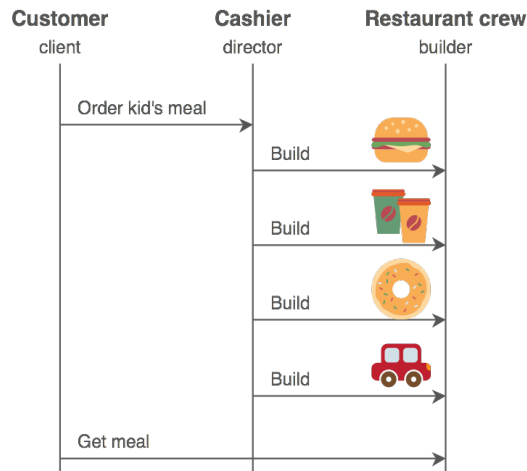 Customer Cashier Restaurant crew
client director builder
Order kid's meal
Build
Build
Build
Build
Get meal